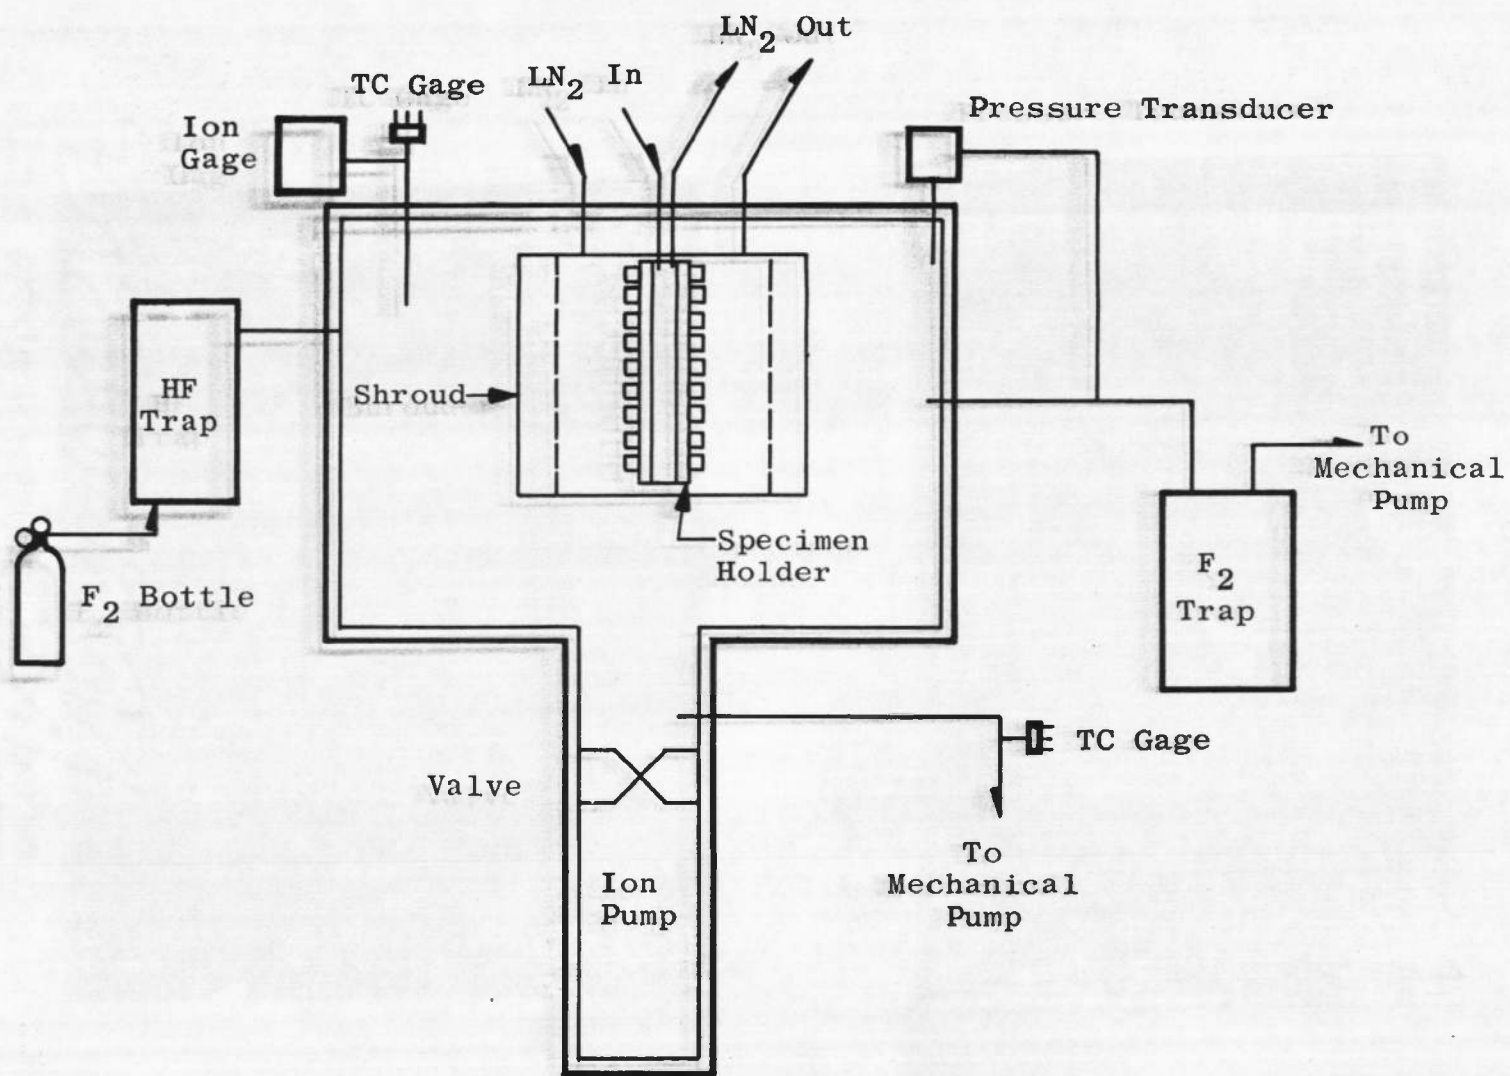 LN2 Out
TC Gage
LN2 In
Pressure Transducer
Ion
Gage
Shroud
HF
Trap
To
Mechanical
Pump
Specimen
Holder
F2
Trap
F2 Bottle
TC Gage
Valve
To
Mechanical
Pump
Ion
Pump